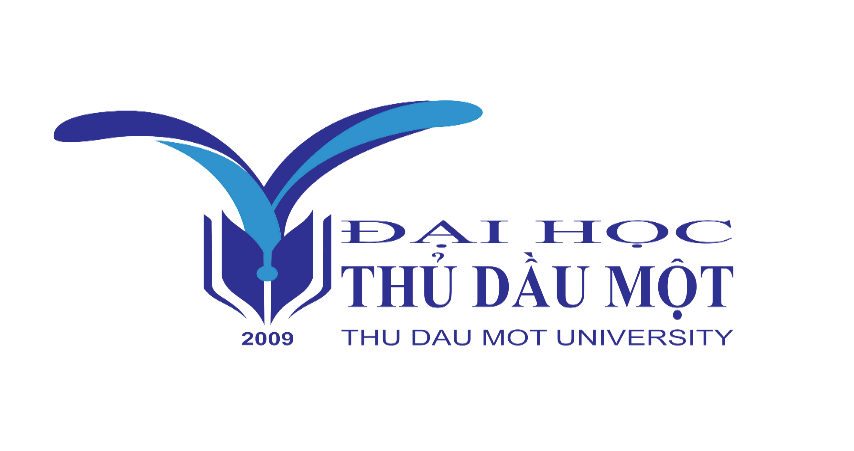 ĐẠI HỌC
THỦ DẦU MỘT
2009
THU DAU MOT UNIVERSITY